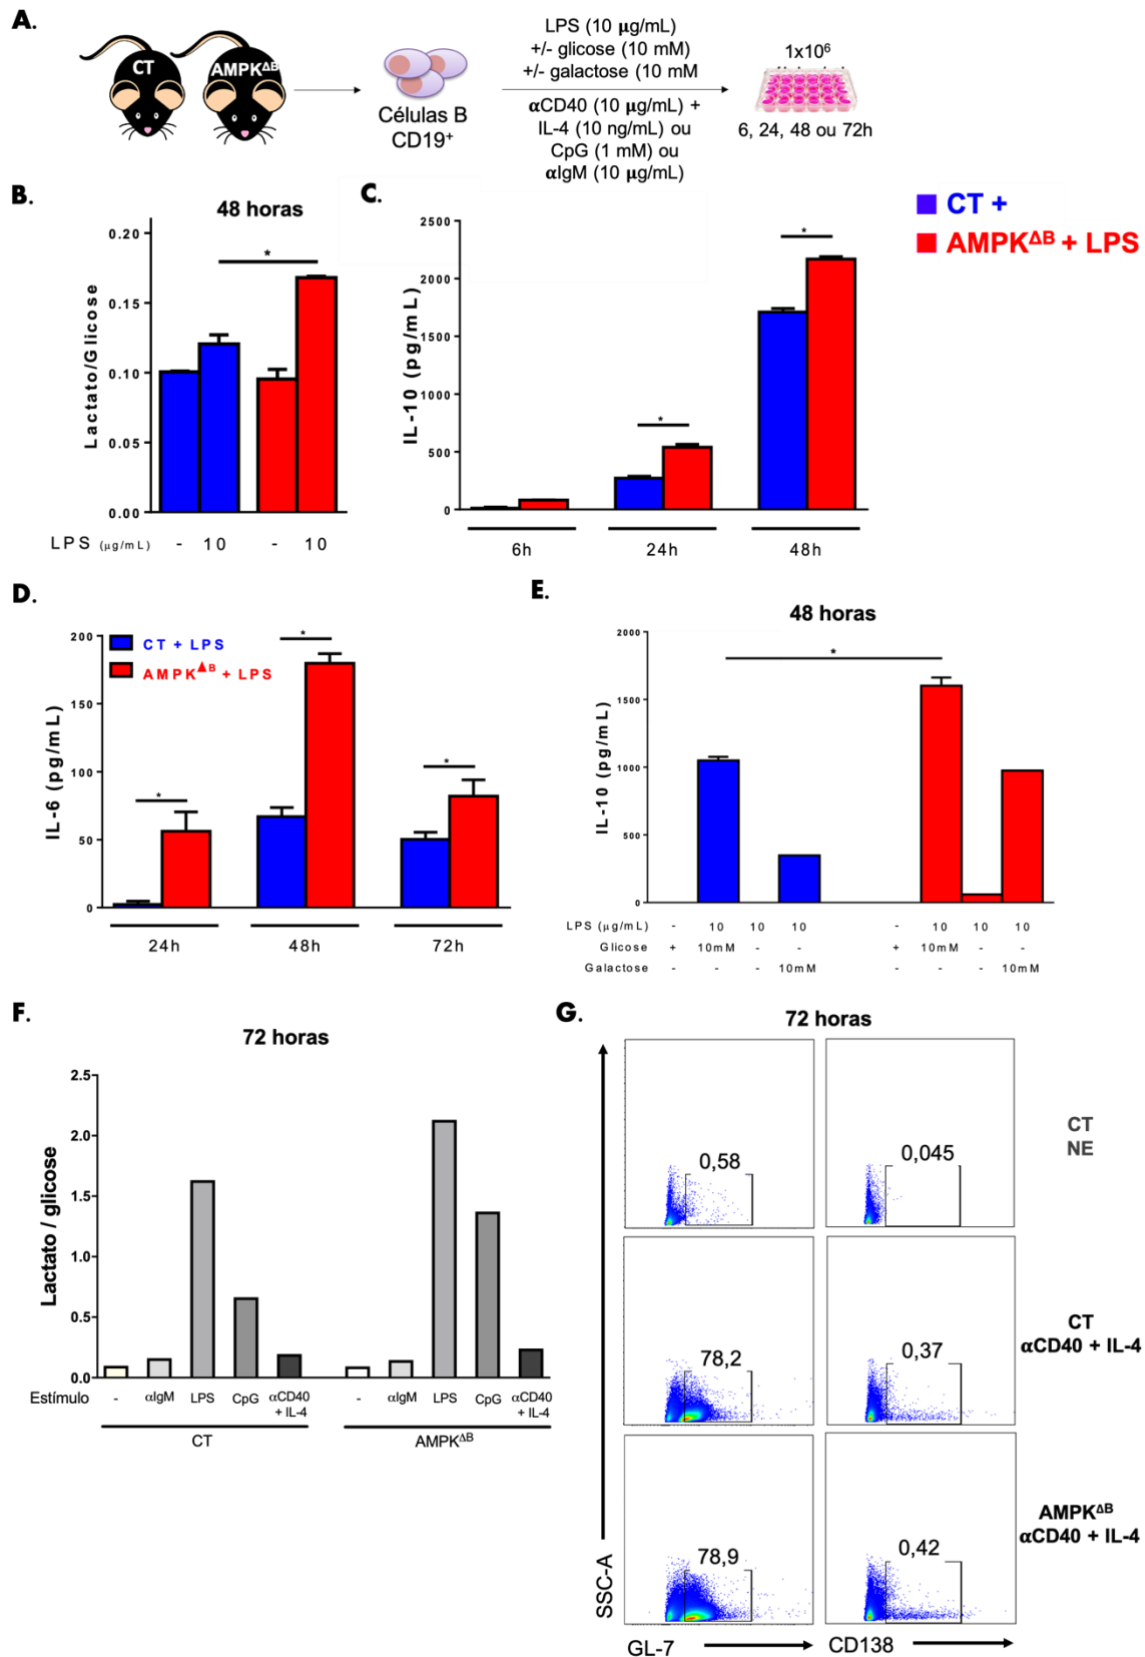 A.
CT
AMPKΔB
Células B
CD19+
LPS (10 μg/mL)
+/- glicose (10 mM)
+/- galactose (10 mM
αCD40 (10 μg/mL) +
IL-4 (10 ng/mL) ou
CpG (1 mM) ou
αIgM (10 μg/mL)
1x10⁶
6, 24, 48 ou 72h
B.
48 horas
Lactato/Glicose
0.20
0.15
0.10
0.05
0.00
*
LPS (μg/mL) - 10 - 10
C.
IL-10 (pg/mL)
2500
2000
1500
1000
500
0
* *
6h 24h 48h
CT +
AMPKΔB + LPS
D.
IL-6 (pg/mL)
200
150
100
50
0
CT + LPS
AMPK▲B + LPS
* * *
24h 48h 72h
E.
48 horas
IL-10 (pg/mL)
2000
1500
1000
500
0
*
LPS (μg/mL) - 10 10 10 - 10 10 10
Glicose + 10mM - - + 10mM - -
Galactose - - - 10mM - - - 10mM
F.
72 horas
Lactato / glicose
2.5
2.0
1.5
1.0
0.5
0.0
Estímulo - αIgM LPS CpG αCD40 + IL-4 - αIgM LPS CpG αCD40 + IL-4
CT AMPKΔB
G.
72 horas
0,58 0,045
CT
NE
78,2 0,37
CT
αCD40 + IL-4
78,9 0,42
AMPKΔB
αCD40 + IL-4
SSC-A
GL-7 CD138